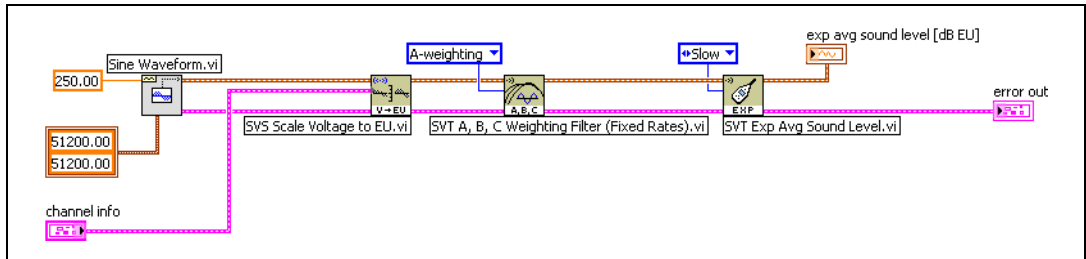 exp avg sound level [dB EU]
A-weighting
Slow
Sine Waveform.vi
250.00
error out
V→EU
A,B,C
EXP
SVS Scale Voltage to EU.vi
SVT A, B, C Weighting Filter (Fixed Rates).vi
SVT Exp Avg Sound Level.vi
51200.00
51200.00
channel info